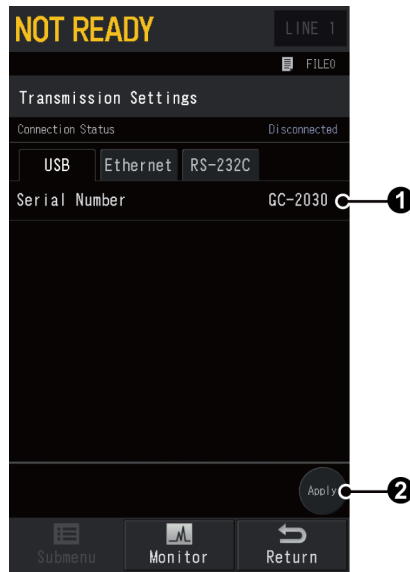 NOT READY LINE 1
FILE0
Transmission Settings
Connection Status Disconnected
USB Ethernet RS-232C
Serial Number GC-2030 1
Apply 2
Submenu Monitor Return